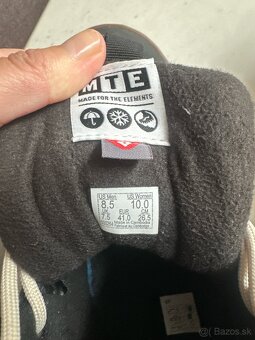 MTE
MADE FOR THE ELEMENTS
US Men US Women
8.5 10.0
UK EUR CM
7.5 41.0 26.5
© Bazar.sk